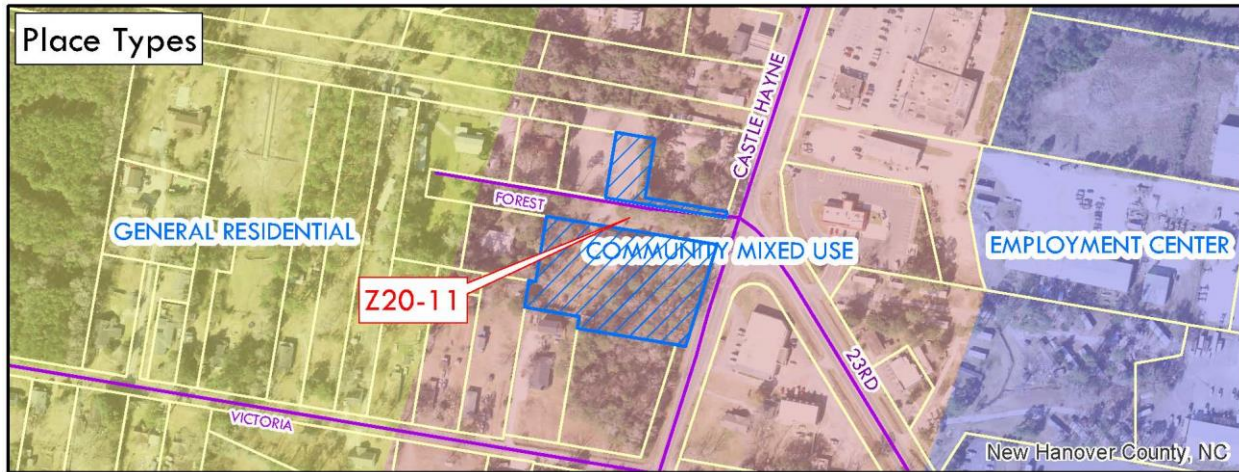 Place Types
CASTLE HAYNE
FOREST
GENERAL RESIDENTIAL
COMMUNITY MIXED USE
EMPLOYMENT CENTER
Z20-11
23RD
VICTORIA
New Hanover County, NC